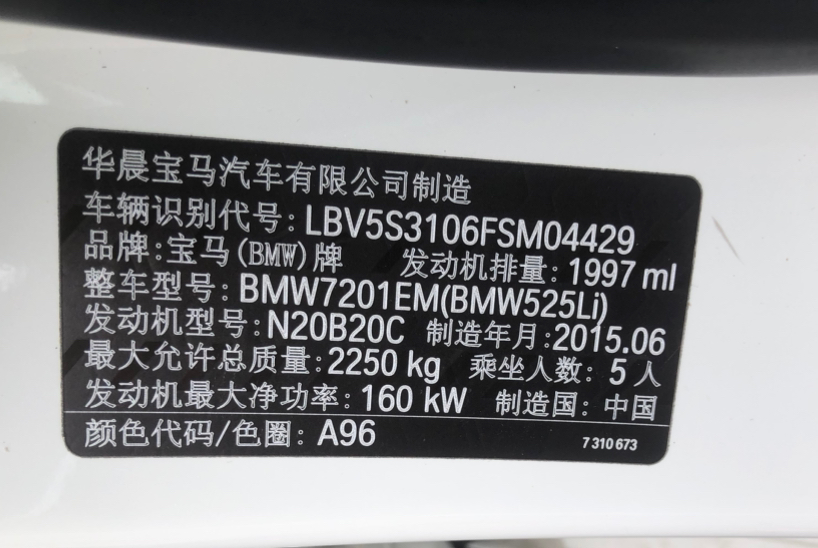 华晨宝马汽车有限公司制造
车辆识别代号: LBV5S3106FSM04429
品牌:宝马(BMW)牌 发动机排量: 1997 ml
整车型号: BMW7201EM(BMW525Li)
发动机型号: N20B20C 制造年月: 2015.06
最大允许总质量: 2250 kg 乘坐人数: 5 人
发动机最大净功率: 160 kW 制造国: 中国
颜色代码/色圈: A96 7 310 673